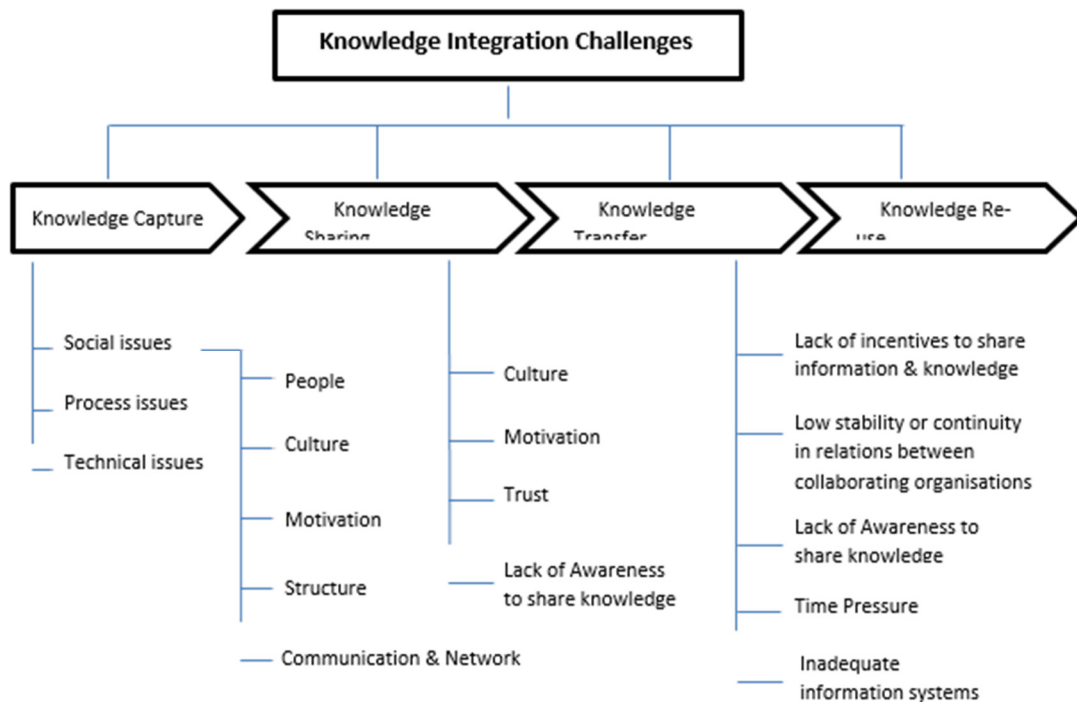 Knowledge Integration Challenges
Knowledge Capture
Knowledge
Sharing
Knowledge
Transfer
Knowledge Re-
use
Social issues
Process issues
Technical issues
People
Culture
Motivation
Structure
Communication & Network
Culture
Motivation
Trust
Lack of Awareness
to share knowledge
Lack of incentives to share
information & knowledge
Low stability or continuity
in relations between
collaborating organisations
Lack of Awareness to
share knowledge
Time Pressure
Inadequate
information systems